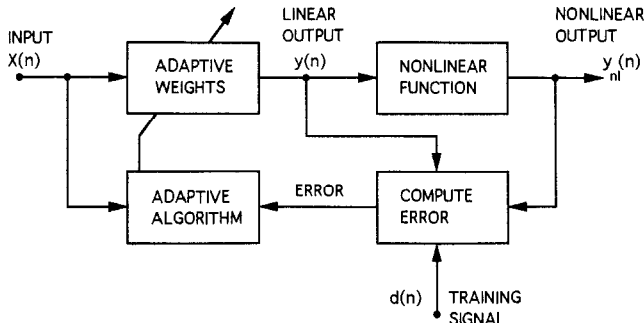 INPUT
X(n)
ADAPTIVE
WEIGHTS
LINEAR
OUTPUT
y(n)
NONLINEAR
FUNCTION
NONLINEAR
OUTPUT
y (n)
nl
ADAPTIVE
ALGORITHM
ERROR
COMPUTE
ERROR
d(n)
TRAINING
SIGNAL